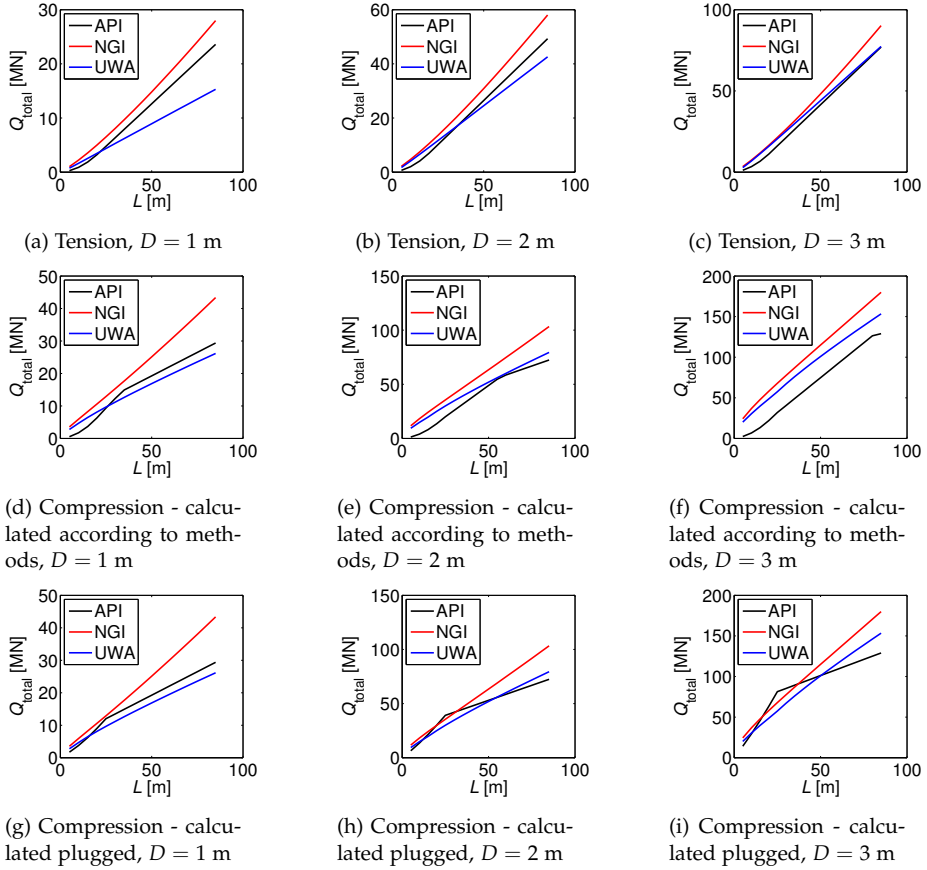 30
20
10
0
0
50
100
Q_total [MN]
L [m]
API
NGI
UWA
(a) Tension, D = 1 m
60
40
20
0
0
50
100
Q_total [MN]
L [m]
API
NGI
UWA
(b) Tension, D = 2 m
100
50
0
0
50
100
Q_total [MN]
L [m]
API
NGI
UWA
(c) Tension, D = 3 m
50
40
30
20
10
0
0
50
100
Q_total [MN]
L [m]
API
NGI
UWA
(d) Compression - calcu-
lated according to meth-
ods, D = 1 m
150
100
50
0
0
50
100
Q_total [MN]
L [m]
API
NGI
UWA
(e) Compression - calcu-
lated according to meth-
ods, D = 2 m
200
150
100
50
0
0
50
100
Q_total [MN]
L [m]
API
NGI
UWA
(f) Compression - calcu-
lated according to meth-
ods, D = 3 m
50
40
30
20
10
0
0
50
100
Q_total [MN]
L [m]
API
NGI
UWA
(g) Compression - calcu-
lated plugged, D = 1 m
150
100
50
0
0
50
100
Q_total [MN]
L [m]
API
NGI
UWA
(h) Compression - calcu-
lated plugged, D = 2 m
200
150
100
50
0
0
50
100
Q_total [MN]
L [m]
API
NGI
UWA
(i) Compression - calcu-
lated plugged, D = 3 m